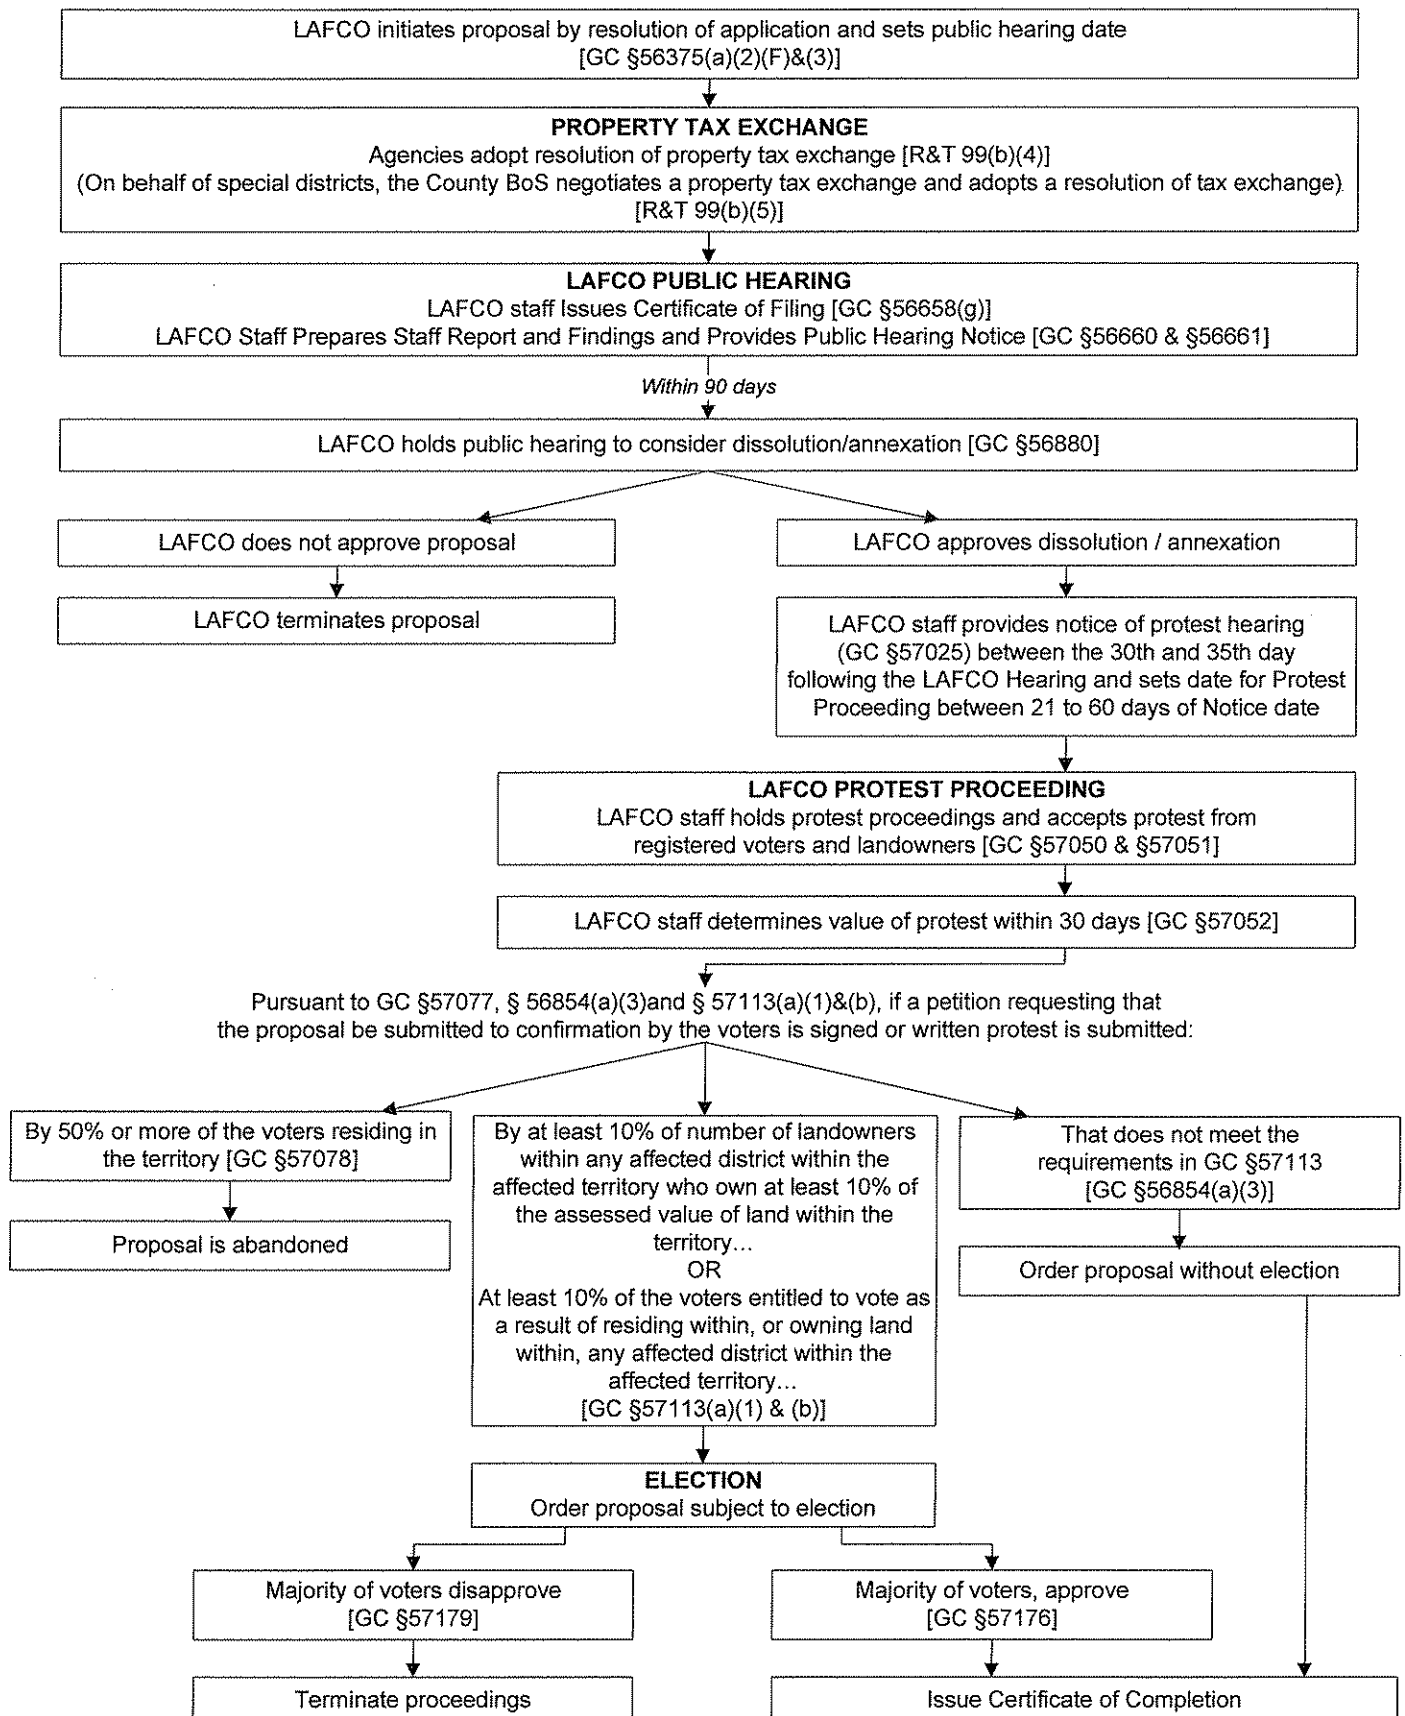 LAFCO initiates proposal by resolution of application and sets public hearing date
[GC §56375(a)(2)(F)&(3)]
PROPERTY TAX EXCHANGE
Agencies adopt resolution of property tax exchange [R&T 99(b)(4)]
(On behalf of special districts, the County BoS negotiates a property tax exchange and adopts a resolution of tax exchange)
[R&T 99(b)(5)]
LAFCO PUBLIC HEARING
LAFCO staff Issues Certificate of Filing [GC §56658(g)]
LAFCO Staff Prepares Staff Report and Findings and Provides Public Hearing Notice [GC §56660 & §56661]
Within 90 days
LAFCO holds public hearing to consider dissolution/annexation [GC §56880]
LAFCO does not approve proposal
LAFCO terminates proposal
LAFCO approves dissolution / annexation
LAFCO staff provides notice of protest hearing
(GC §57025) between the 30th and 35th day
following the LAFCO Hearing and sets date for Protest
Proceeding between 21 to 60 days of Notice date
LAFCO PROTEST PROCEEDING
LAFCO staff holds protest proceedings and accepts protest from
registered voters and landowners [GC §57050 & §57051]
LAFCO staff determines value of protest within 30 days [GC §57052]
Pursuant to GC §57077, § 56854(a)(3)and § 57113(a)(1)&(b), if a petition requesting that
the proposal be submitted to confirmation by the voters is signed or written protest is submitted:
By 50% or more of the voters residing in
the territory [GC §57078]
Proposal is abandoned
By at least 10% of number of landowners
within any affected district within the
affected territory who own at least 10% of
the assessed value of land within the
territory…
OR
At least 10% of the voters entitled to vote as
a result of residing within, or owning land
within, any affected district within the
affected territory…
[GC §57113(a)(1) & (b)]
That does not meet the
requirements in GC §57113
[GC §56854(a)(3)]
Order proposal without election
ELECTION
Order proposal subject to election
Majority of voters disapprove
[GC §57179]
Terminate proceedings
Majority of voters, approve
[GC §57176]
Issue Certificate of Completion